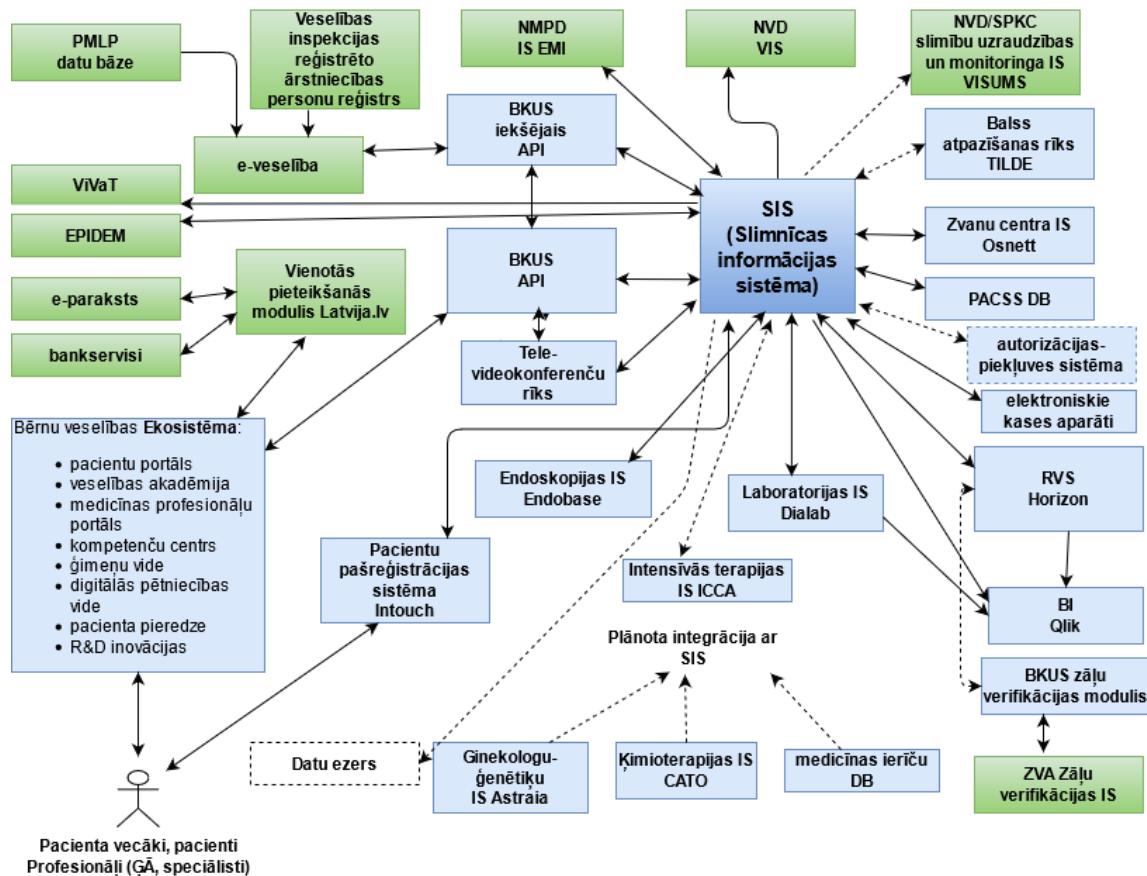 PMLP
datu bāze
Veselības
inspekcijas
reģistrēto
ārstniecības
personu reģistrs
NMPD
IS EMI
NVD
VIS
NVD/SPKC
slimību uzraudzības
un monitoringa IS
VISUMS
BKUS
iekšējais
API
Balss
atpazīšanas rīks
TILDE
e-veselība
ViVaT
EPIDEM
SIS
(Slimnīcas
informācijas
sistēma)
Zvanu centra IS
Osnett
BKUS
API
Vienotās
pieteikšanās
modulis Latvija.lv
e-paraksts
bankservisi
PACSS DB
autorizācijas-
piekļuves sistēma
Tele-
videokonferenču
rīks
elektroniskie
kases aparāti
Bērnu veselības Ekosistēma:
• pacientu portāls
• veselības akadēmija
• medicīnas profesionāļu
portāls
• kompetenču centrs
• ģimeņu vide
• digitālās pētniecības
vide
• pacienta pieredze
• R&D inovācijas
Endoskopijas IS
Endobase
Laboratorijas IS
Dialab
RVS
Horizon
Pacientu
pašreģistrācijas
sistēma
Intouch
Intensīvās terapijas
IS ICCA
BI
Qlik
Plānota integrācija ar
SIS
BKUS zāļu
verifikācijas modulis
Datu ezers
Ginekologu-
ģenētiķu
IS Astraia
Ķimioterapijas IS
CATO
medicīnas ierīču
DB
ZVA Zāļu
verifikācijas IS
Pacienta vecāki, pacienti
Profesionāļi (ĢĀ, speciālisti)